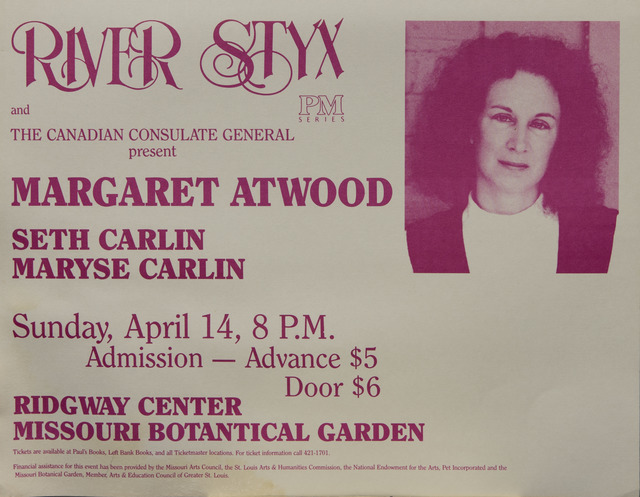 RIVER STYX
PM
SERIES
and
THE CANADIAN CONSULATE GENERAL
present
MARGARET ATWOOD
SETH CARLIN
MARYSE CARLIN
Sunday, April 14, 8 P.M.
Admission — Advance $5
Door $6
RIDGWAY CENTER
MISSOURI BOTANTICAL GARDEN
Tickets are available at Paul's Books, Left Bank Books, and all Ticketmaster locations. For ticket information call 421-1701.
Financial assistance for this event has been provided by the Missouri Arts Council, the St. Louis Arts & Humanities Commission, the National Endowment for the Arts, Pet Incorporated and the
Missouri Botanical Garden, Member, Arts & Education Council of Greater St. Louis.